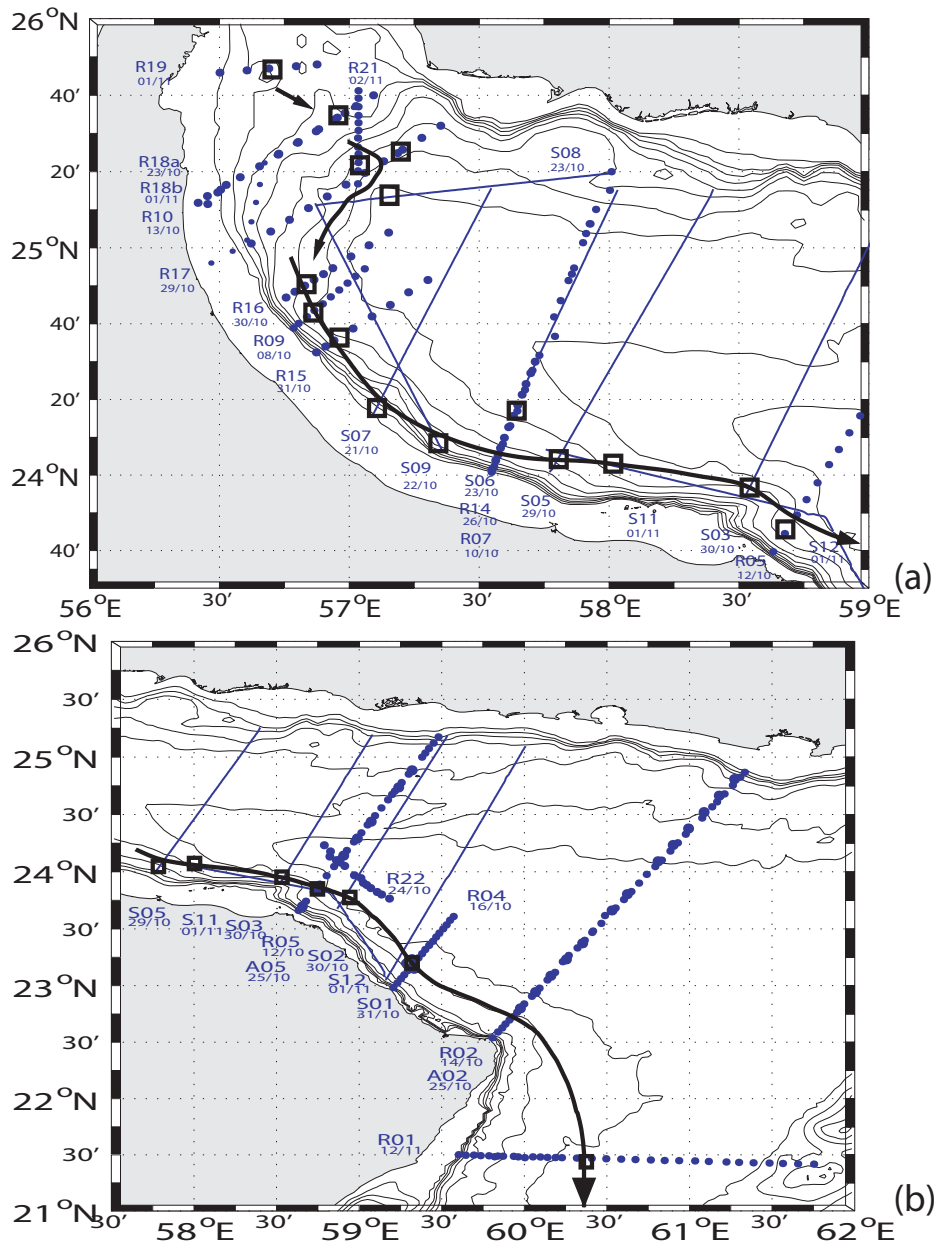 26°N
R19
01/11
R21
02/11
40'
R18a
23/10
S08
23/10
20'
R18b
01/11
R10
13/10
25°N
R17
29/10
R16
30/10
40'
R09
08/10
R15
31/10
20'
S07
21/10
S09
22/10
24°N
S06
23/10
S05
29/10
R14
26/10
S11
01/11
S03
30/10
S12
01/11
R07
10/10
40'
R05
12/10
(a)
56°E 30' 57°E 30' 58°E 30' 59°E
26°N
30'
25°N
30'
24°N
R22
24/10
R04
16/10
S05
29/10
S11
01/11
S03
30/10
30'
R05
12/10
S02
30/10
A05
25/10
S12
01/11
23°N
S01
31/10
30'
R02
14/10
A02
25/10
22°N
R01
12/11
30'
21°N
(b)
30' 58°E 30' 59°E 30' 60°E 30' 61°E 30' 62°E